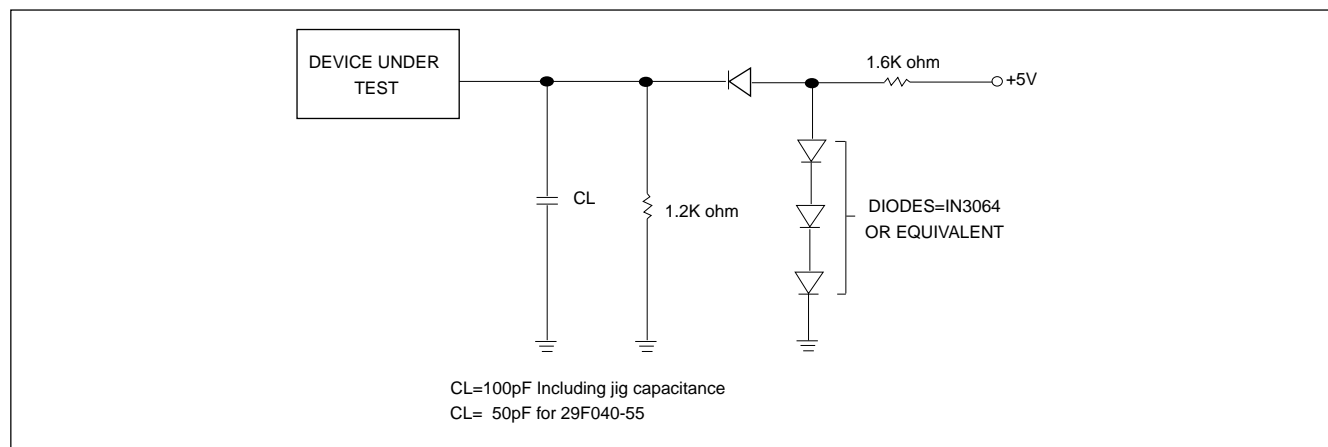 DEVICE UNDER
TEST
1.6K ohm
+5V
CL
1.2K ohm
DIODES=IN3064
OR EQUIVALENT
CL=100pF Including jig capacitance
CL= 50pF for 29F040-55